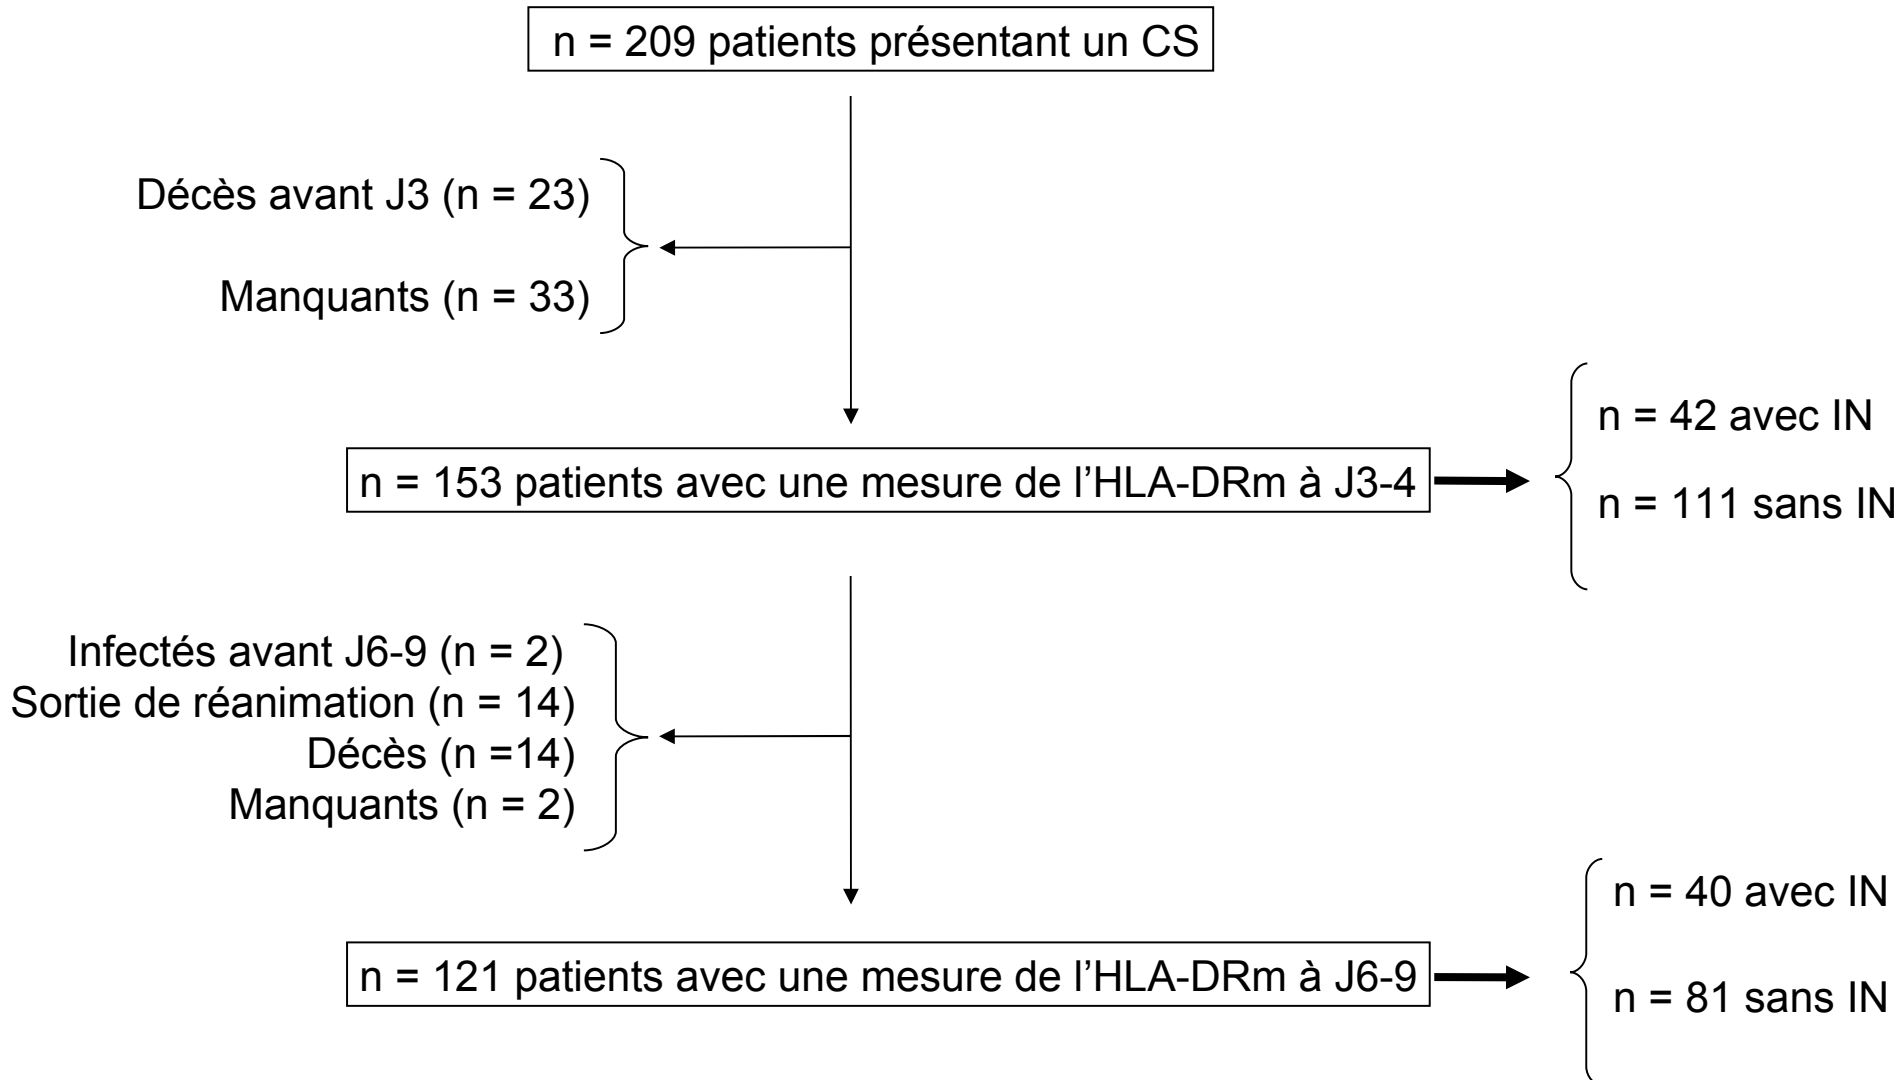 n = 209 patients présentant un CS
Décès avant J3 (n = 23)
Manquants (n = 33)
n = 42 avec IN
n = 153 patients avec une mesure de l’HLA-DRm à J3-4
n = 111 sans IN
Infectés avant J6-9 (n = 2)
Sortie de réanimation (n = 14)
Décès (n =14)
Manquants (n = 2)
n = 40 avec IN
n = 121 patients avec une mesure de l’HLA-DRm à J6-9
n = 81 sans IN